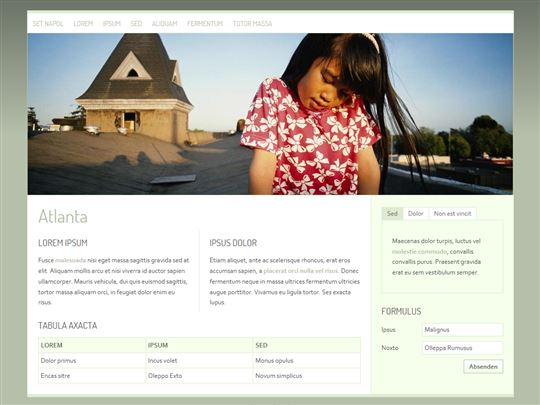 SET NAPOL LOREM IPSUM SED ALIQUAM FERMENTUM TOTOR MASSA
Atlanta
LOREM IPSUM
Fusce malesuada nisi eget massa sagittis gravida sed at
elit. Aliquam mollis arcu et nisi viverra id auctor sapien
ullamcorper. Mauris vehicula, dui quis euismod sagittis,
tortor massa aliquam orci, in feugiat dolor enim eu
risus.
IPSUS DOLOR
Etiam aliquet, ante ac scelerisque rhoncus, erat eros
accumsan sapien, a placerat orci nulla vel risus. Donec
fermentum neque in massa ultrices fermentum ultricies
augue porttitor. Vivamus eu ligula tortor. Ses exacta
lupus.
TABULA AXACTA
LOREM IPSUM SED
Dolor primus Incus volet Monus opulus
Encas sitre Oleppo Exto Novum simplicus
Sed Dolor Non est vincit
Maecenas dolor turpis, luctus vel
molestie commodo, convallis
convallis purus. Praesent gravida
erat eu sem vestibulum semper.
FORMULUS
Ipsus Malignus
Noxto Olleppa Rumusus
Absenden